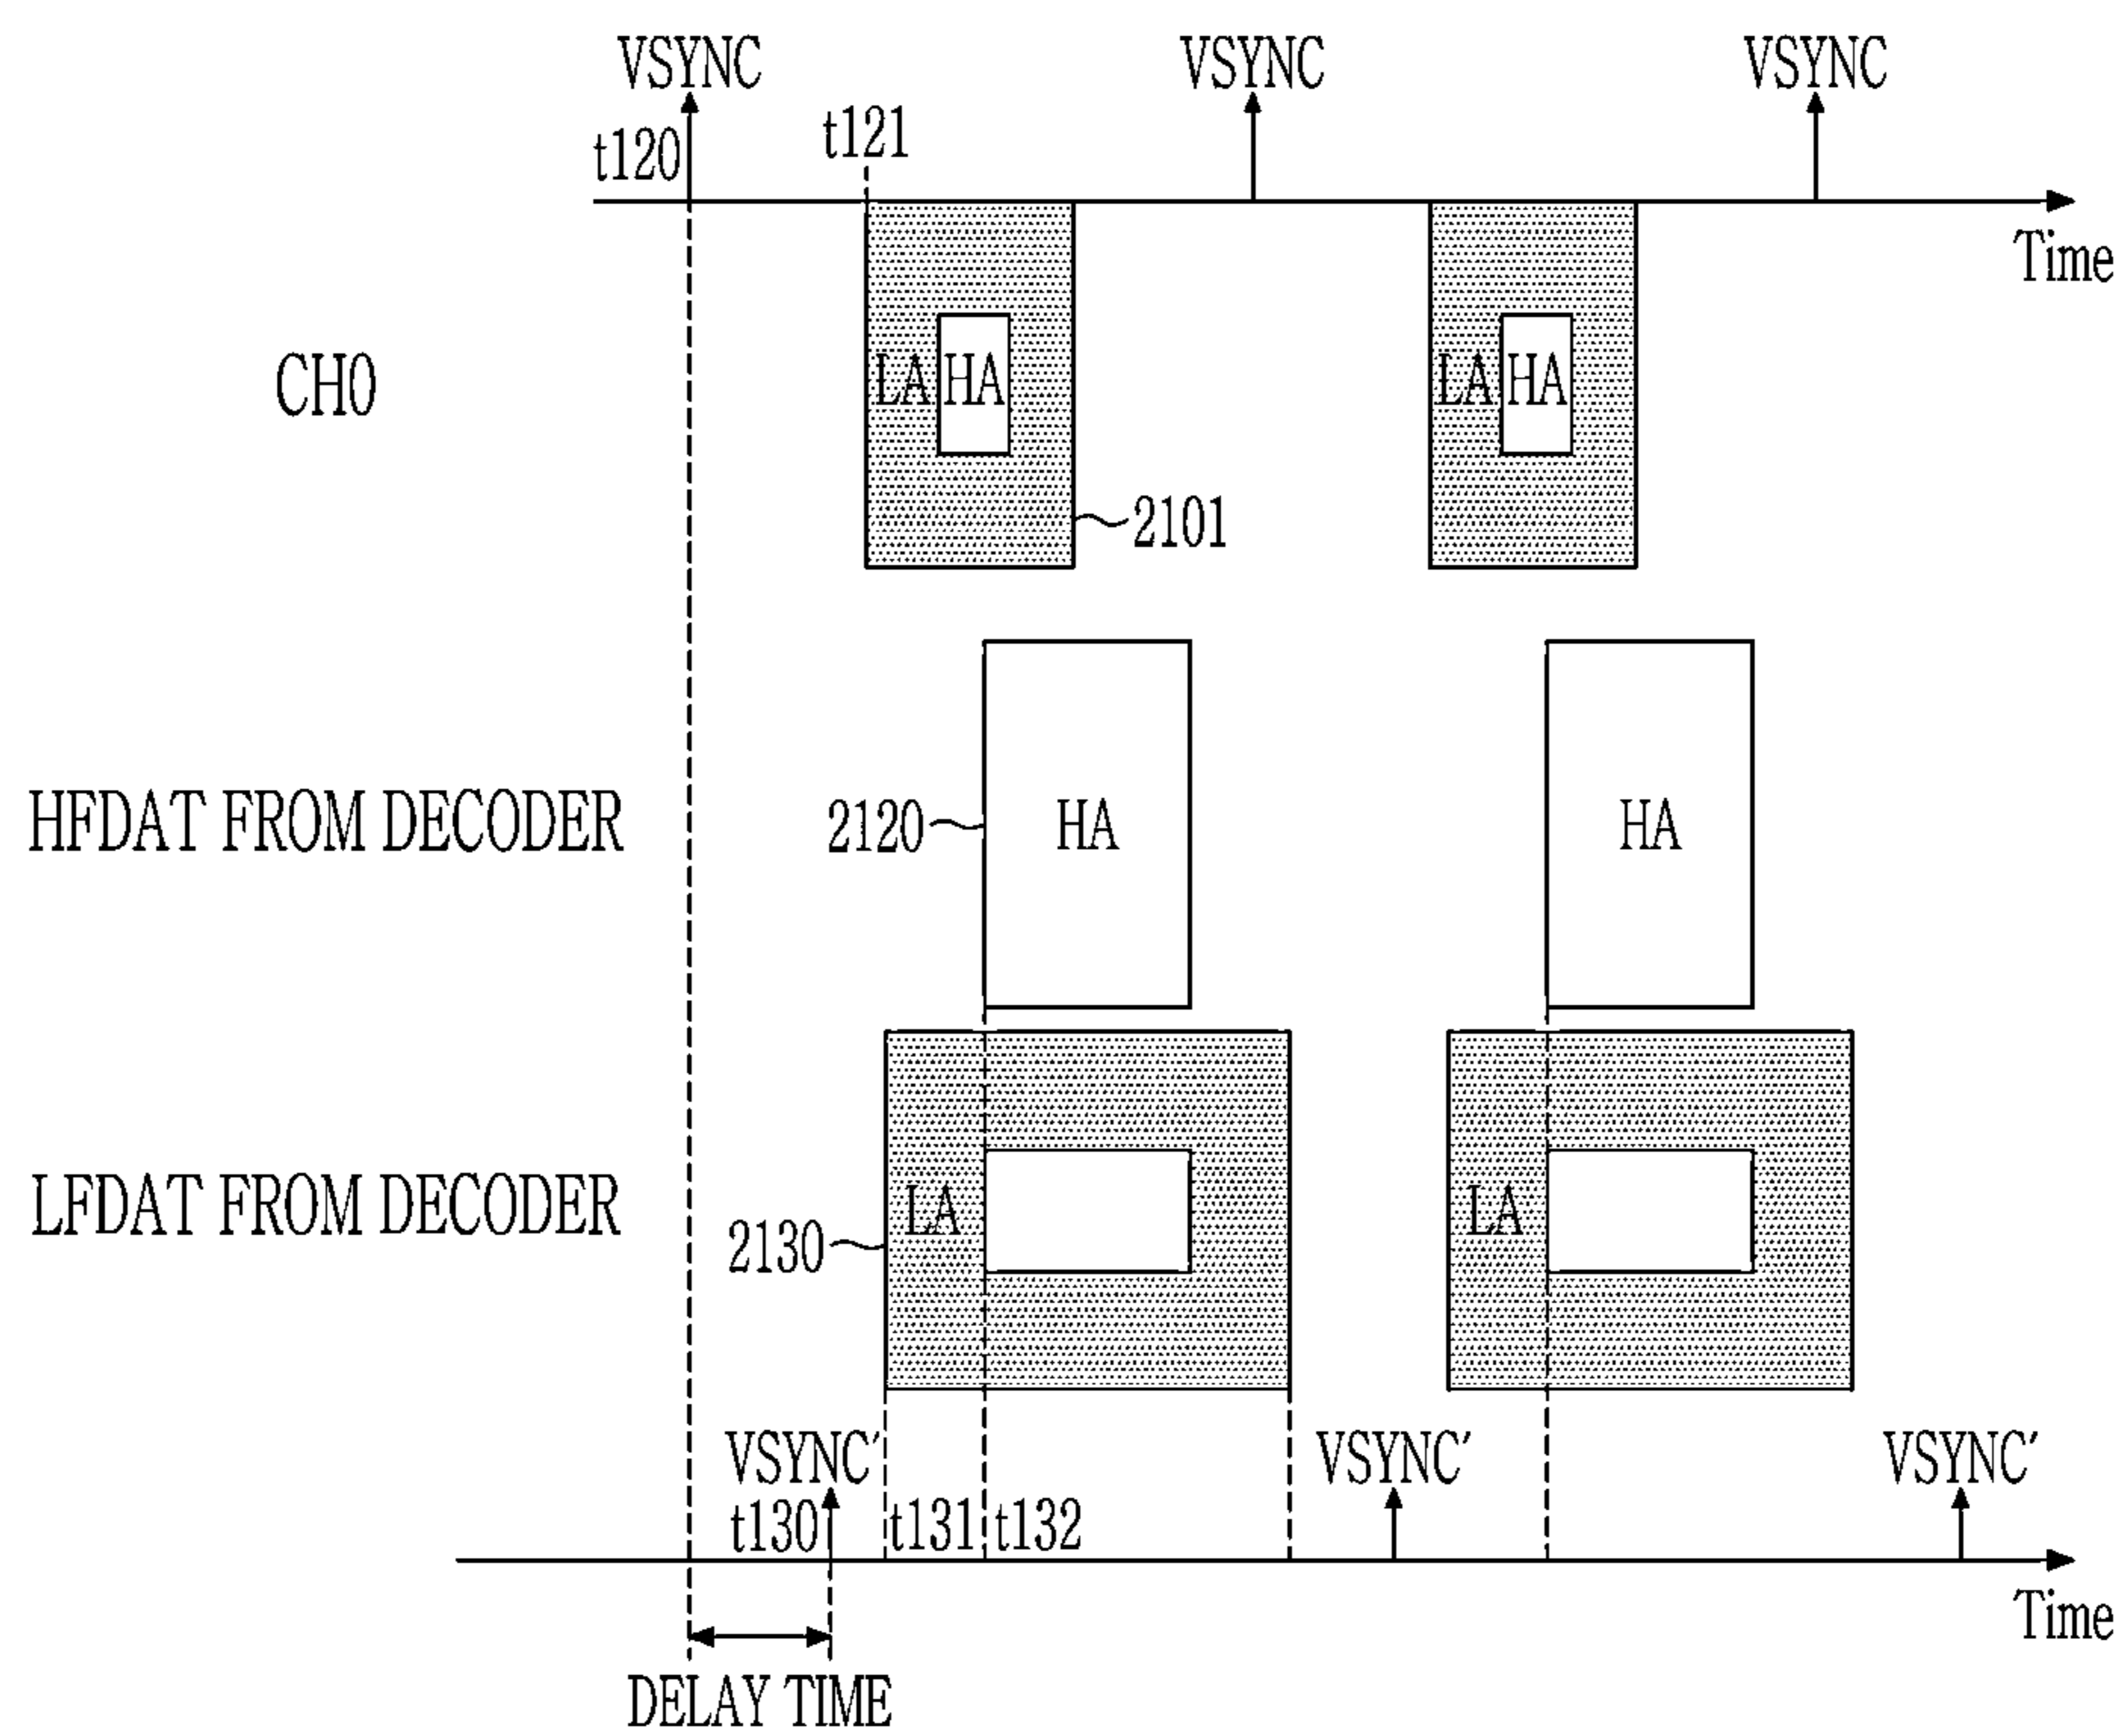 VSYNC VSYNC VSYNC
t120 t121
Time
CH0 LA HA LA HA
2101
HFDAT FROM DECODER 2120 HA HA
LFDAT FROM DECODER LA LA
2130
VSYNC' VSYNC' VSYNC'
t130 t131 t132
Time
DELAY TIME